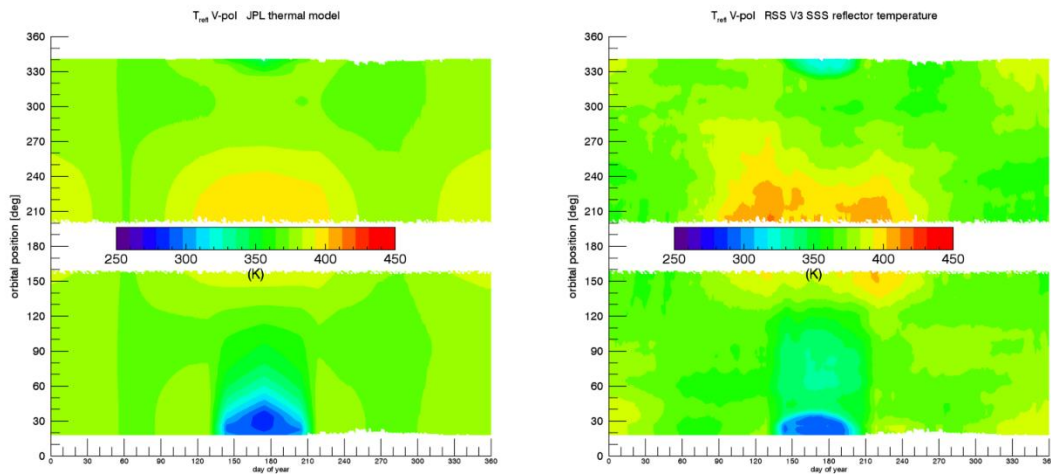 T_refl V-pol JPL thermal model
360
330
300
270
240
210
180
150
120
90
60
30
0
orbital position [deg]
250 300 350 400 450
(K)
0 30 60 90 120 150 180 210 240 270 300 330 360
day of year
T_refl V-pol RSS V3 SSS reflector temperature
360
330
300
270
240
210
180
150
120
90
60
30
0
orbital position [deg]
250 300 350 400 450
(K)
0 30 60 90 120 150 180 210 240 270 300 330 360
day of year